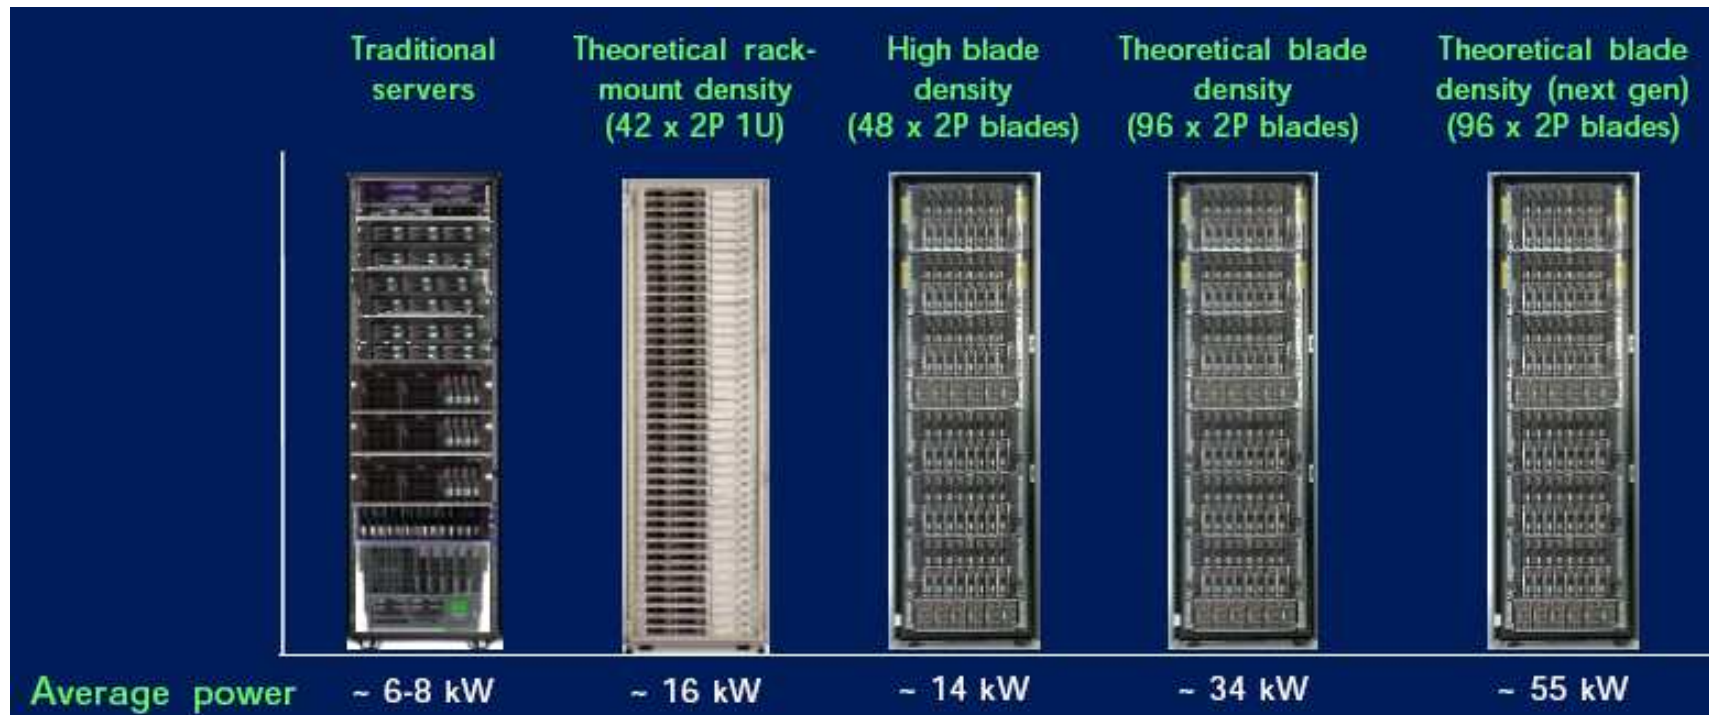 Traditional
servers
Theoretical rack-
mount density
(42 x 2P 1U)
High blade
density
(48 x 2P blades)
Theoretical blade
density
(96 x 2P blades)
Theoretical blade
density (next gen)
(96 x 2P blades)
Average power
~ 6-8 kW
~ 16 kW
~ 14 kW
~ 34 kW
~ 55 kW